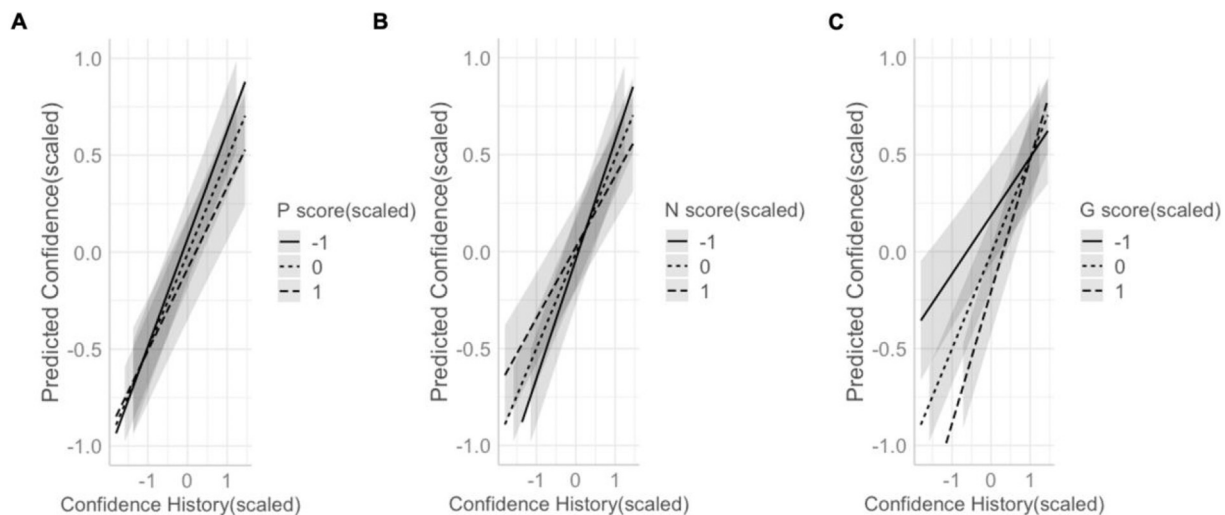 A
Predicted Confidence(scaled)
1.0
0.5
0.0
-0.5
-1.0
-1 0 1
Confidence History(scaled)
P score(scaled)
-1
0
1
B
Predicted Confidence(scaled)
1.0
0.5
0.0
-0.5
-1.0
-1 0 1
Confidence History(scaled)
N score(scaled)
-1
0
1
C
Predicted Confidence(scaled)
1.0
0.5
0.0
-0.5
-1.0
-1 0 1
Confidence History(scaled)
G score(scaled)
-1
0
1